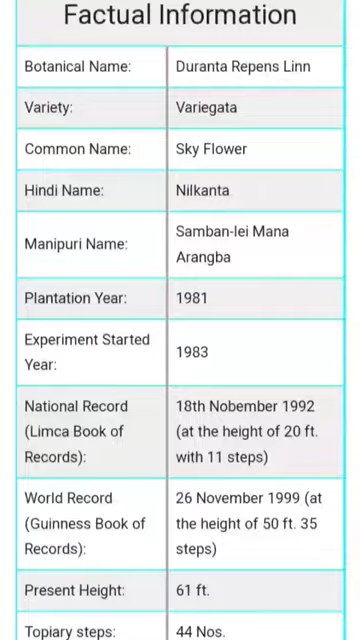 Factual Information
Botanical Name: Duranta Repens Linn
Variety: Variegata
Common Name: Sky Flower
Hindi Name: Nilkanta
Manipuri Name: Samban-lei Mana
Arangba
Plantation Year: 1981
Experiment Started
Year: 1983
National Record
(Limca Book of
Records): 18th Nobember 1992
(at the height of 20 ft.
with 11 steps)
World Record
(Guinness Book of
Records): 26 November 1999 (at
the height of 50 ft. 35
steps)
Present Height: 61 ft.
Topiary steps: 44 Nos.